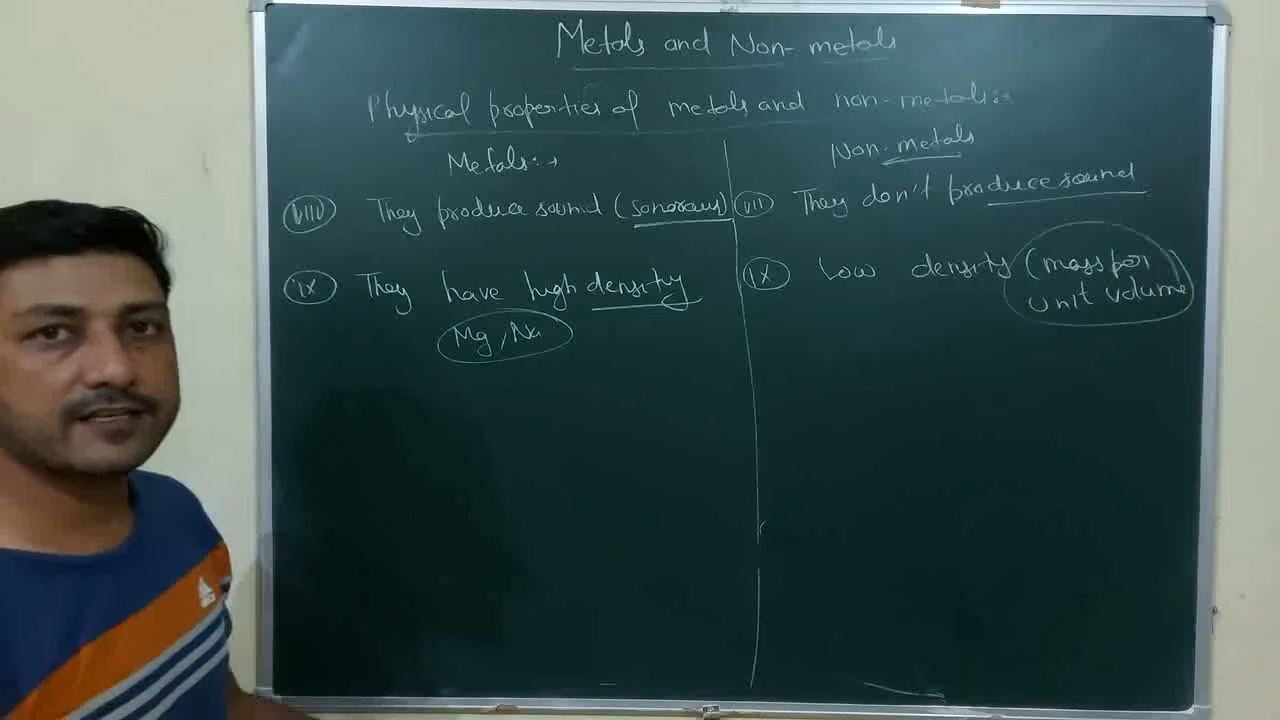 Metals and Non-metals
Physical properties of metals and non-metals:-
Metals:→
Non-metals
viii They produce sound (sonorous)
vii They don't produce sound
ix They have high density
Mg, Na
ix Low density (mass per
unit volume)